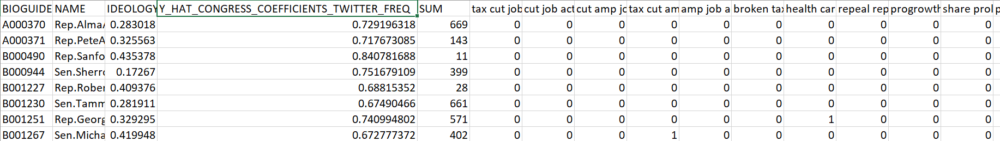 BIOGUIDE NAME IDEOLOGY Y_HAT_CONGRESS_COEFFICIENTS_TWITTER_FREQ SUM tax cut job cut job act cut amp jo tax cut am amp job a broken tax health car repeal rep progrowth share prol p
A000370 Rep.Alma 0.283018 0.729196318 669 0 0 0 0 0 0 0 0 0 0
A000371 Rep.PeteA 0.325563 0.717673085 143 0 0 0 0 0 0 0 0 0 0
B000490 Rep.Sanfo 0.435378 0.840781688 11 0 0 0 0 0 0 0 0 0 0
B000944 Sen.Sherro 0.17267 0.751679109 399 0 0 0 0 0 0 0 0 0 0
B001227 Rep.Rober 0.409376 0.68815352 28 0 0 0 0 0 0 0 0 0 0
B001230 Sen.Tamm 0.281911 0.67490466 661 0 0 0 0 0 0 0 0 0 0
B001251 Rep.Georg 0.329295 0.740994802 571 0 0 0 0 0 0 1 0 0 0
B001267 Sen.Micha 0.419948 0.672777372 402 0 0 0 1 0 0 0 0 0 0